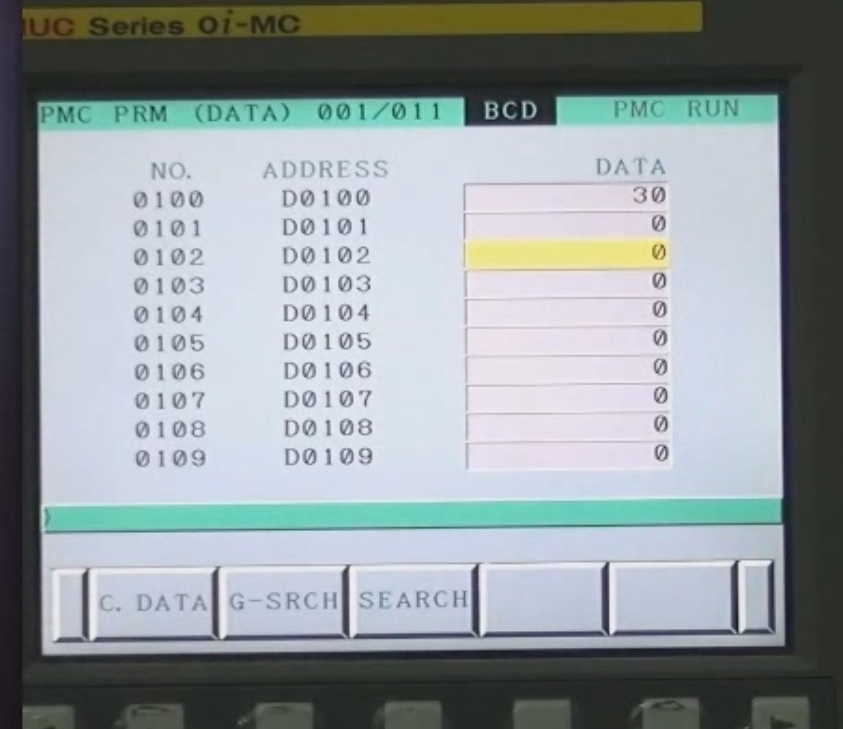 UC Series 0i-MC
PMC PRM (DATA) 001/011 BCD PMC RUN
NO. ADDRESS DATA
0100 D0100 30
0101 D0101 0
0102 D0102 0
0103 D0103 0
0104 D0104 0
0105 D0105 0
0106 D0106 0
0107 D0107 0
0108 D0108 0
0109 D0109 0
)
C. DATA G-SRCH SEARCH